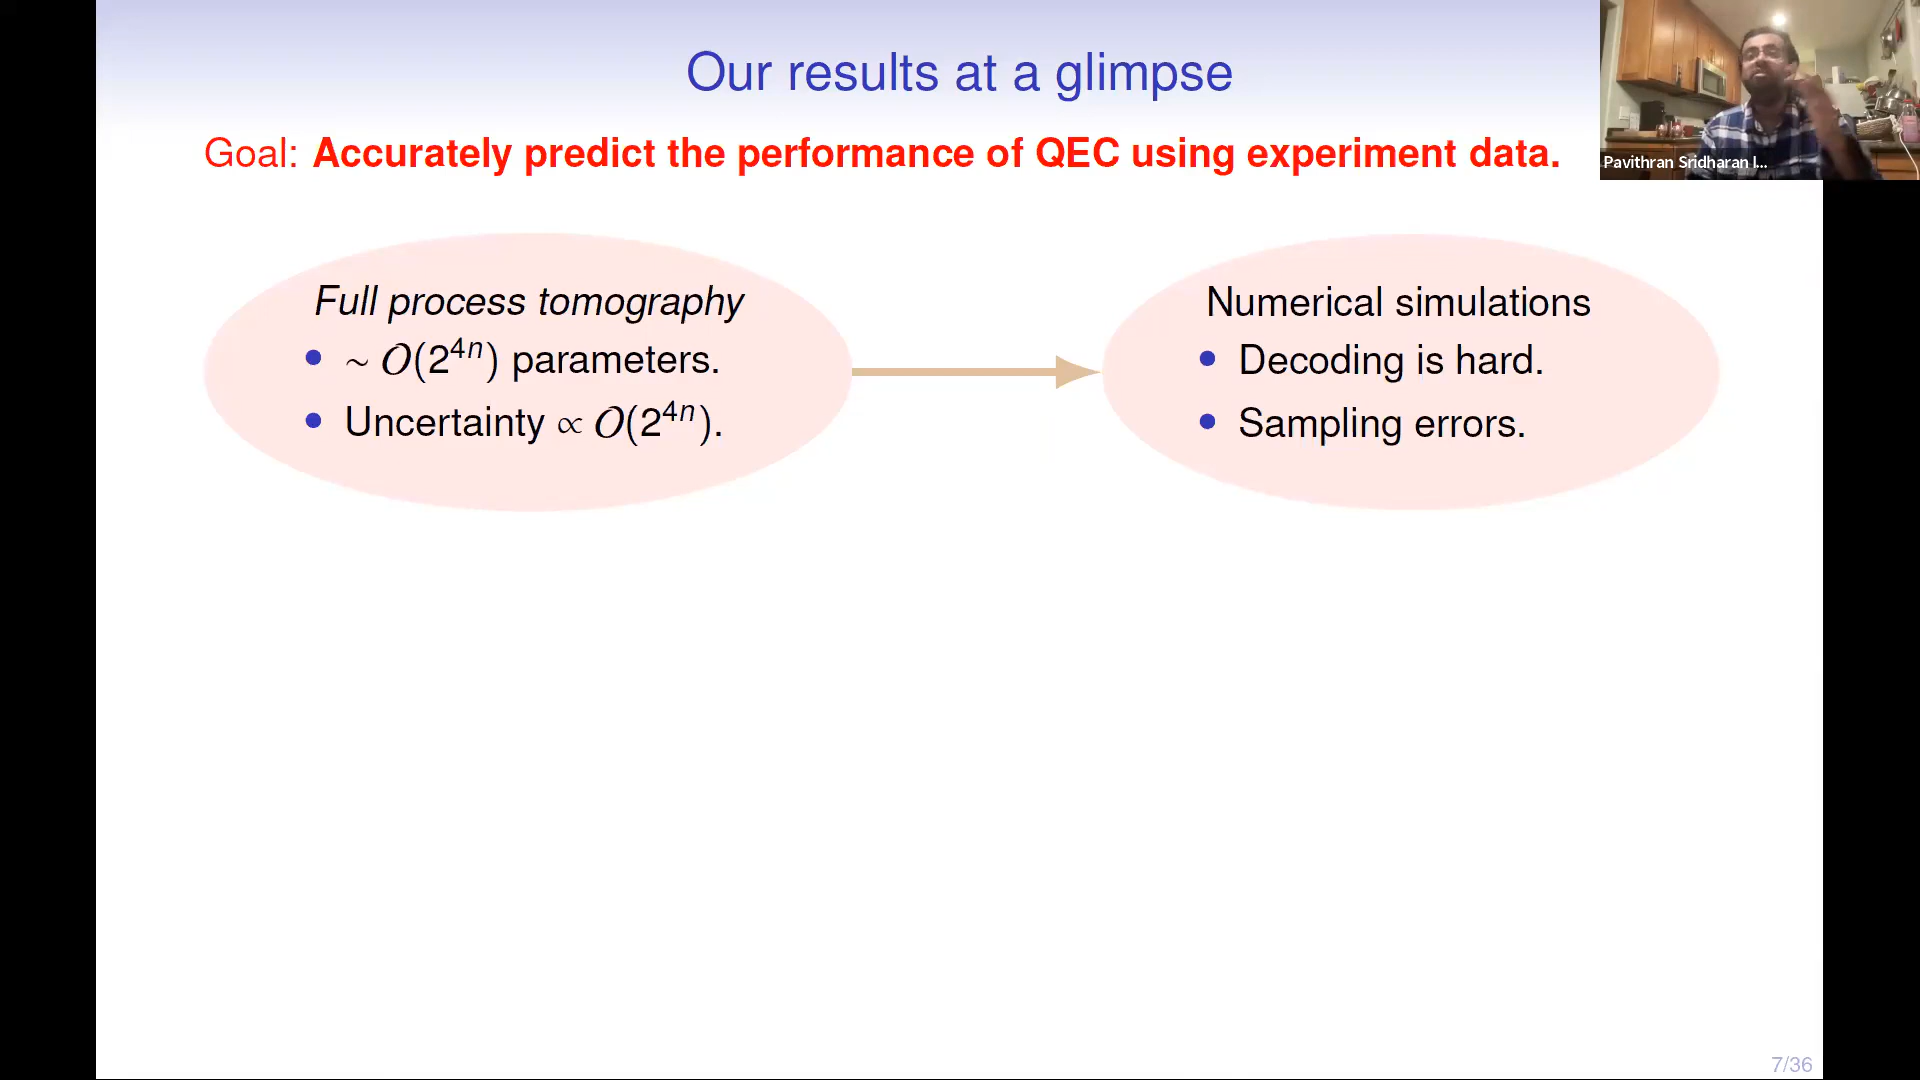 Our results at a glimpse
Goal: Accurately predict the performance of QEC using experiment data.
Pavithran Sridharan I...
Full process tomography
• ~ O(2^{4n}) parameters.
• Uncertainty ∝ O(2^{4n}).
Numerical simulations
• Decoding is hard.
• Sampling errors.
7/36